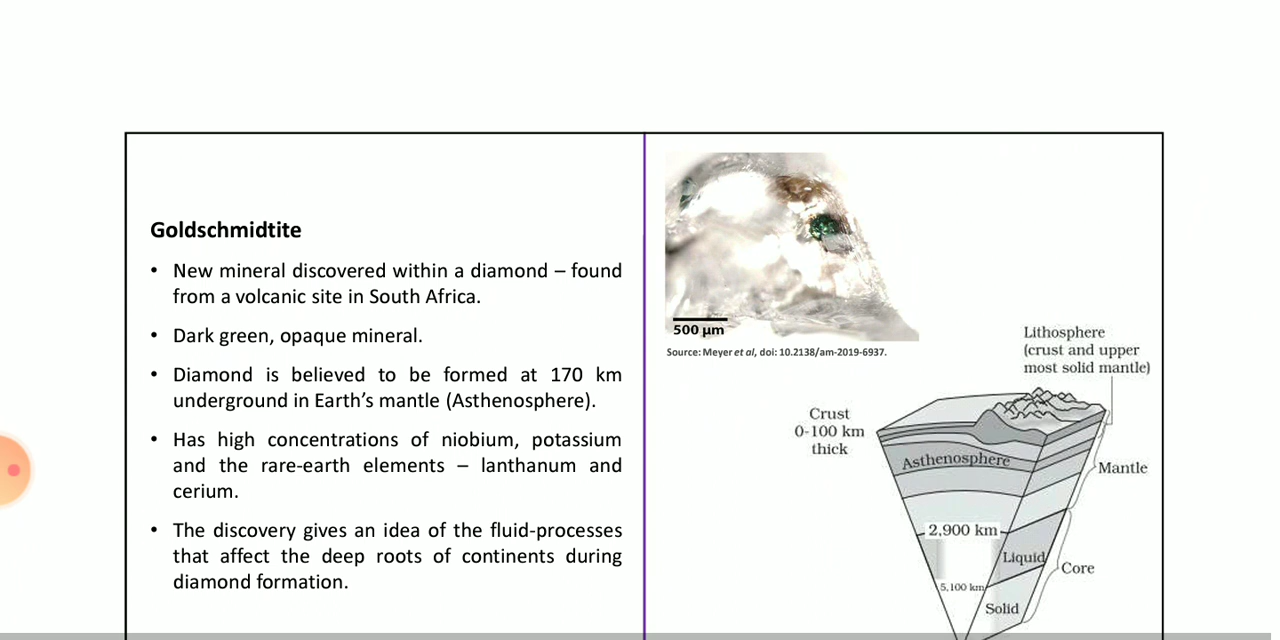 Goldschmidtite
• New mineral discovered within a diamond – found
from a volcanic site in South Africa.
• Dark green, opaque mineral.
• Diamond is believed to be formed at 170 km
underground in Earth's mantle (Asthenosphere).
• Has high concentrations of niobium, potassium
and the rare-earth elements – lanthanum and
cerium.
• The discovery gives an idea of the fluid-processes
that affect the deep roots of continents during
diamond formation.
500 µm
Source: Meyer et al, doi: 10.2138/am-2019-6937.
Lithosphere
(crust and upper
most solid mantle)
Crust
0-100 km
thick
Asthenosphere
Mantle
2,900 km
Liquid
Core
5,100 km
Solid